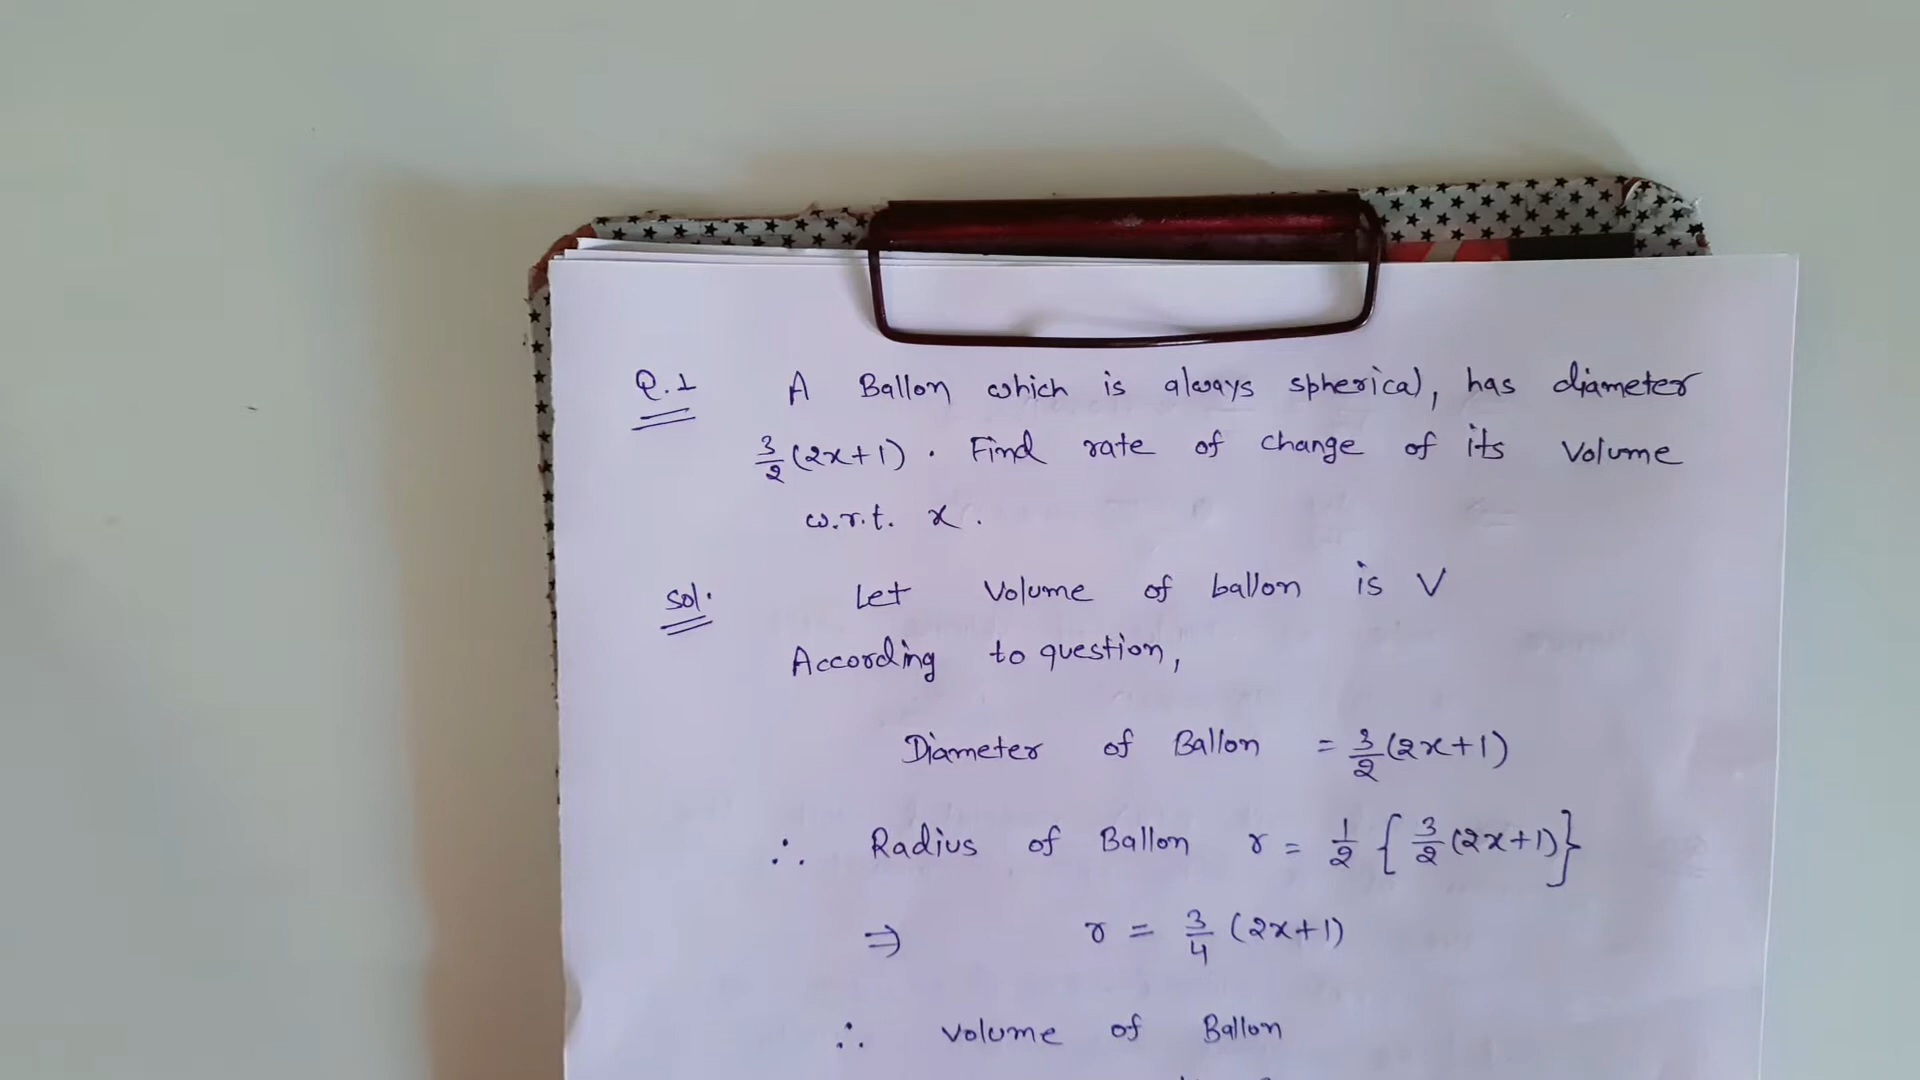 Q.1 A Ballon which is always spherical, has diameter
3/2 (2x+1). Find rate of change of its Volume
w.r.t. x.
Sol. Let Volume of ballon is V
According to question,
Diameter of Ballon = 3/2 (2x+1)
∴ Radius of Ballon r = 1/2 { 3/2 (2x+1)}
⇒ r = 3/4 (2x+1)
∴ Volume of Ballon